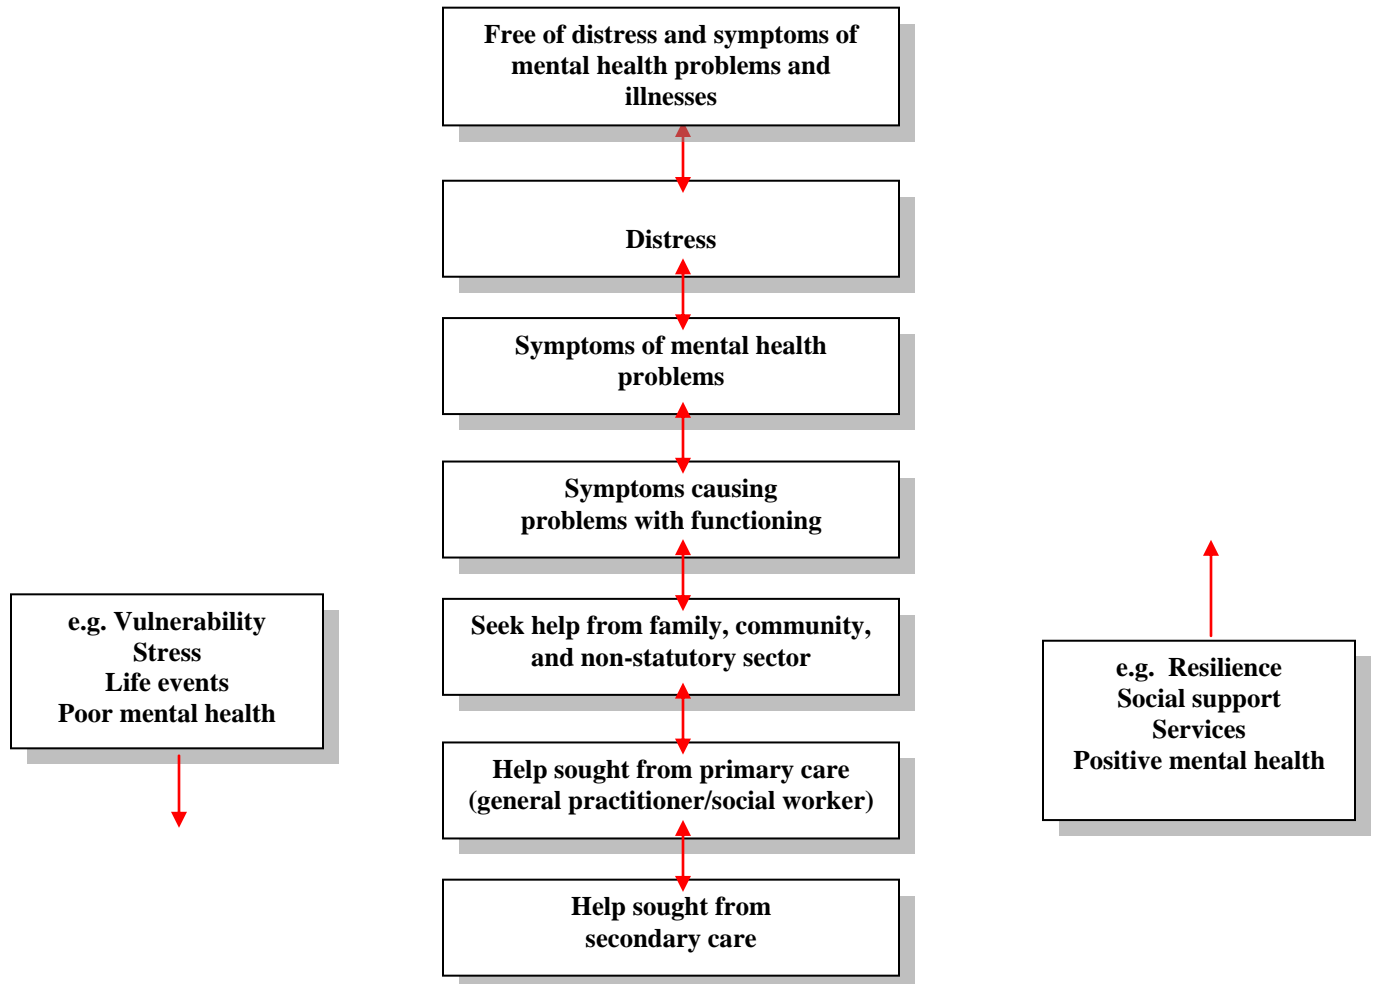 Free of distress and symptoms of
mental health problems and
illnesses
Distress
Symptoms of mental health
problems
Symptoms causing
problems with functioning
e.g. Vulnerability
Stress
Life events
Poor mental health
Seek help from family, community,
and non-statutory sector
e.g. Resilience
Social support
Services
Positive mental health
Help sought from primary care
(general practitioner/social worker)
Help sought from
secondary care